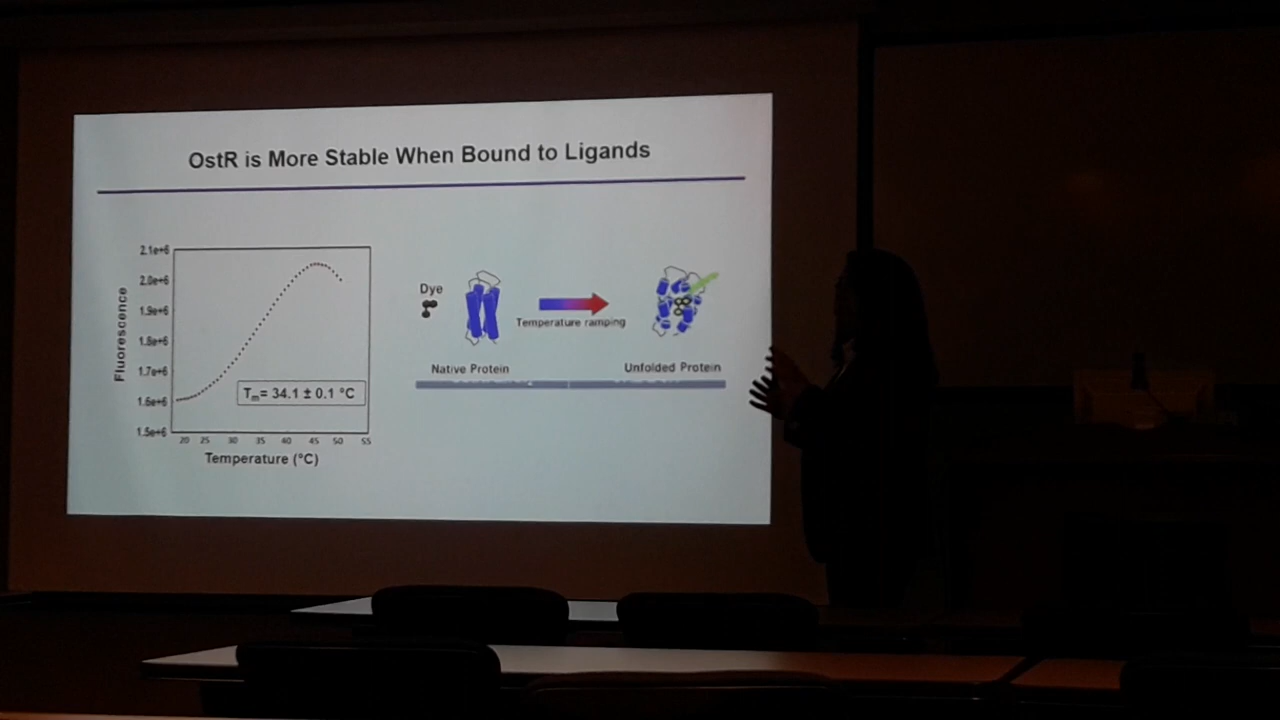 OstR is More Stable When Bound to Ligands
2.1e+6
2.0e+6
1.9e+6
1.8e+6
1.7e+6
1.6e+6
1.5e+6
Fluorescence
Tm= 34.1 ± 0.1 °C
20 25 30 35 40 45 50 55
Temperature (°C)
Dye
Temperature ramping
Native Protein
Unfolded Protein